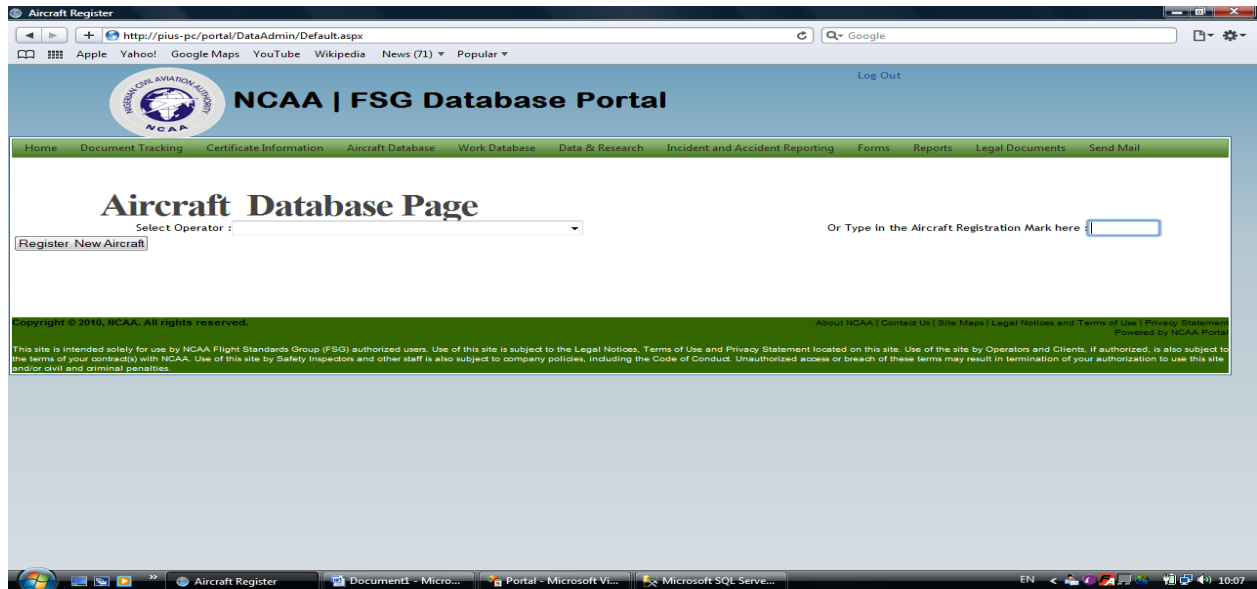 Aircraft Register
http://pius-pc/portal/DataAdmin/Default.aspx
Google
Apple Yahoo! Google Maps YouTube Wikipedia News (71) Popular
NIGERIAN CIVIL AVIATION AUTHORITY
NCAA
NCAA | FSG Database Portal
Log Out
Home Document Tracking Certificate Information Aircraft Database Work Database Data & Research Incident and Accident Reporting Forms Reports Legal Documents Send Mail
Aircraft Database Page
Select Operator : Or Type in the Aircraft Registration Mark here :
Register New Aircraft
Copyright © 2010, NCAA. All rights reserved. About NCAA | Contact Us | Site Maps | Legal Notices and Terms of Use | Privacy Statement
Powered by NCAA Portal
This site is intended solely for use by NCAA Flight Standards Group (FSG) authorized users. Use of this site is subject to the Legal Notices, Terms of Use and Privacy Statement located on this site. Use of the site by Operators and Clients, if authorized, is also subject to
the terms of your contract(s) with NCAA. Use of this site by Safety Inspectors and other staff is also subject to company policies, including the Code of Conduct. Unauthorized access or breach of these terms may result in termination of your authorization to use this site
and/or civil and criminal penalties.
Aircraft Register Document1 - Micro... Portal - Microsoft Vi... Microsoft SQL Serve... EN 10:07